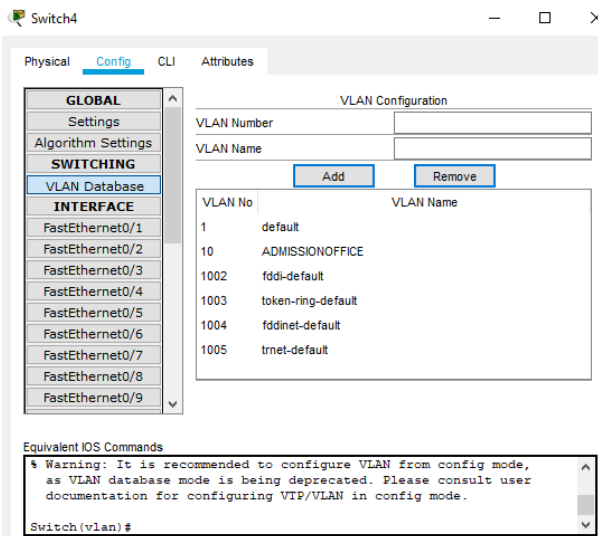 Switch4
Physical Config CLI Attributes
GLOBAL
Settings
Algorithm Settings
SWITCHING
VLAN Database
INTERFACE
FastEthernet0/1
FastEthernet0/2
FastEthernet0/3
FastEthernet0/4
FastEthernet0/5
FastEthernet0/6
FastEthernet0/7
FastEthernet0/8
FastEthernet0/9
VLAN Configuration
VLAN Number
VLAN Name
Add Remove
VLAN No VLAN Name
1 default
10 ADMISSIONOFFICE
1002 fddi-default
1003 token-ring-default
1004 fddinet-default
1005 trnet-default
Equivalent IOS Commands
% Warning: It is recommended to configure VLAN from config mode,
as VLAN database mode is being deprecated. Please consult user
documentation for configuring VTP/VLAN in config mode.
Switch(vlan)#